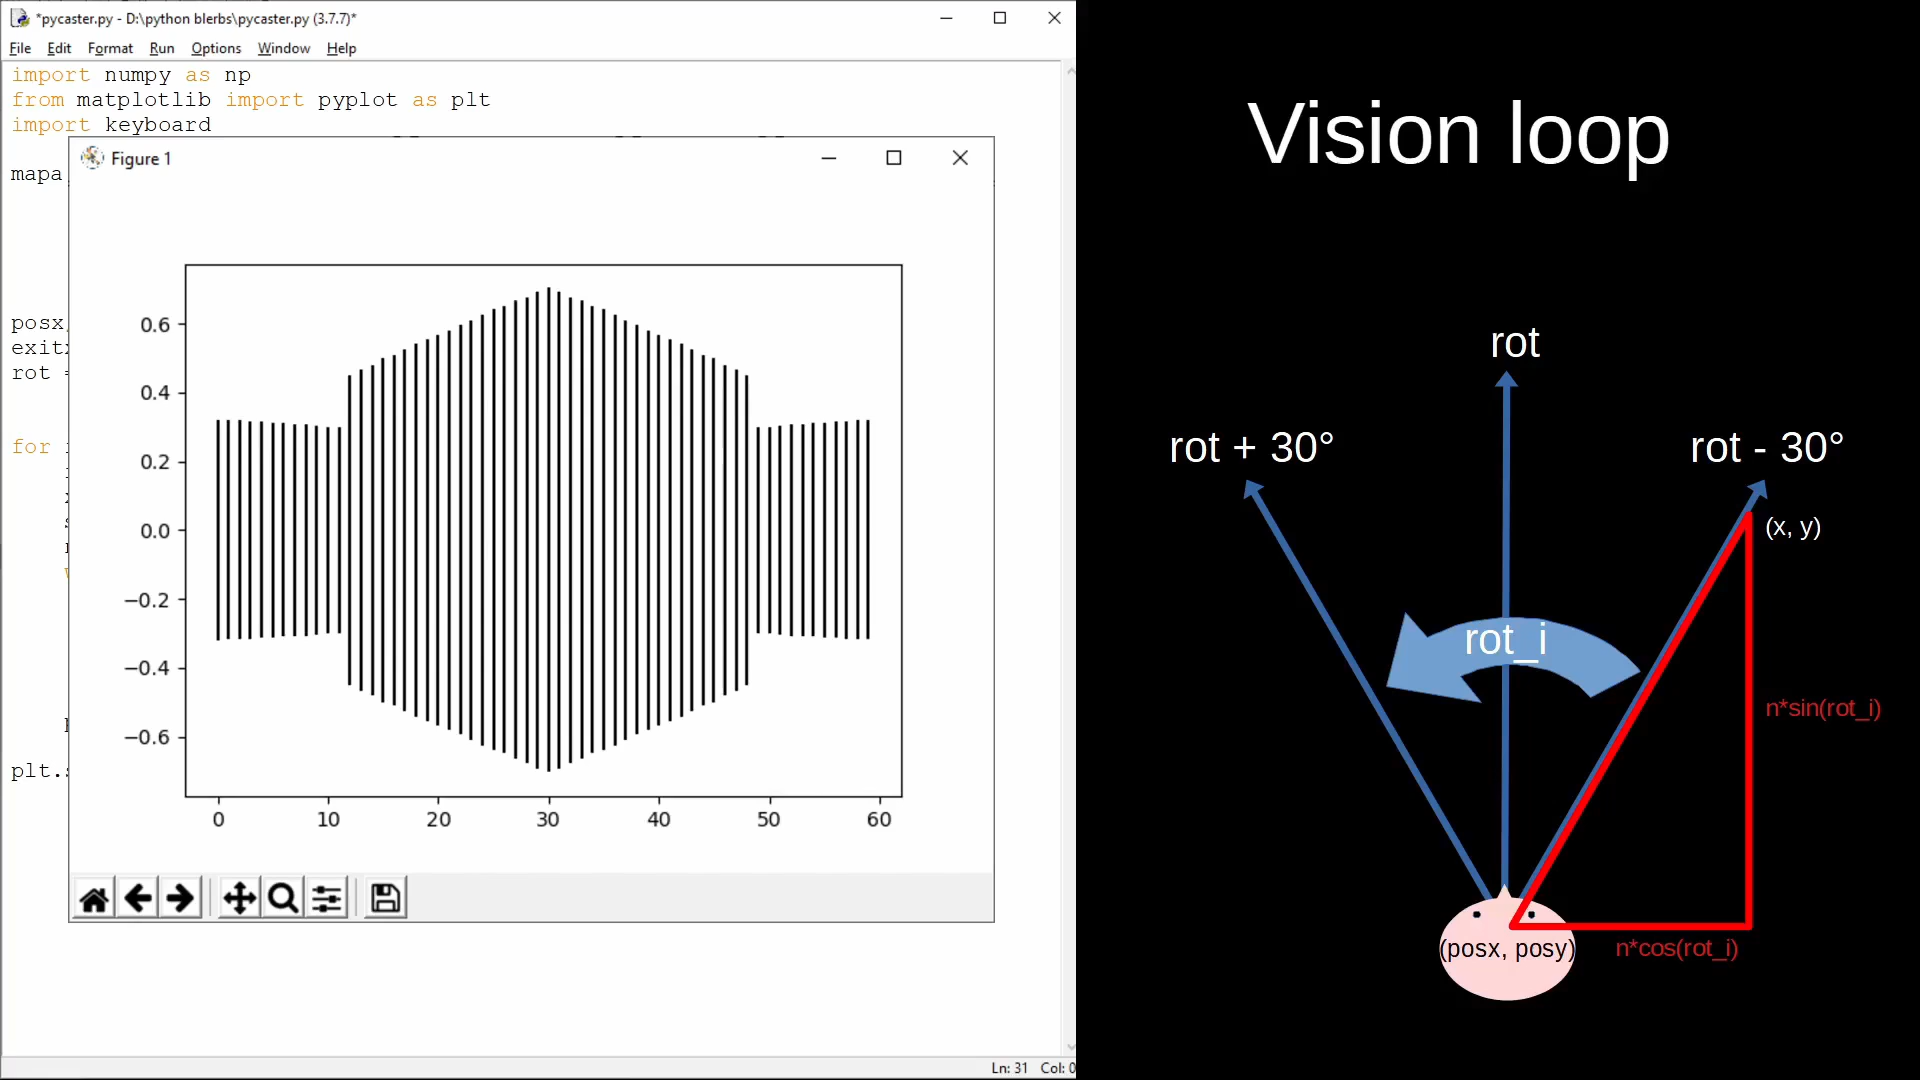 *pycaster.py - D:\python blerbs\pycaster.py (3.7.7)*
File Edit Format Run Options Window Help
import numpy as np
from matplotlib import pyplot as plt
import keyboard
Figure 1
mapa
posx
rot =
for
plt.
0.6
0.4
0.2
0.0
−0.2
−0.4
−0.6
0 10 20 30 40 50 60
Ln: 31 Col: 0
Vision loop
rot
rot + 30°
rot - 30°
(x, y)
rot_i
n*sin(rot_i)
(posx, posy)
n*cos(rot_i)